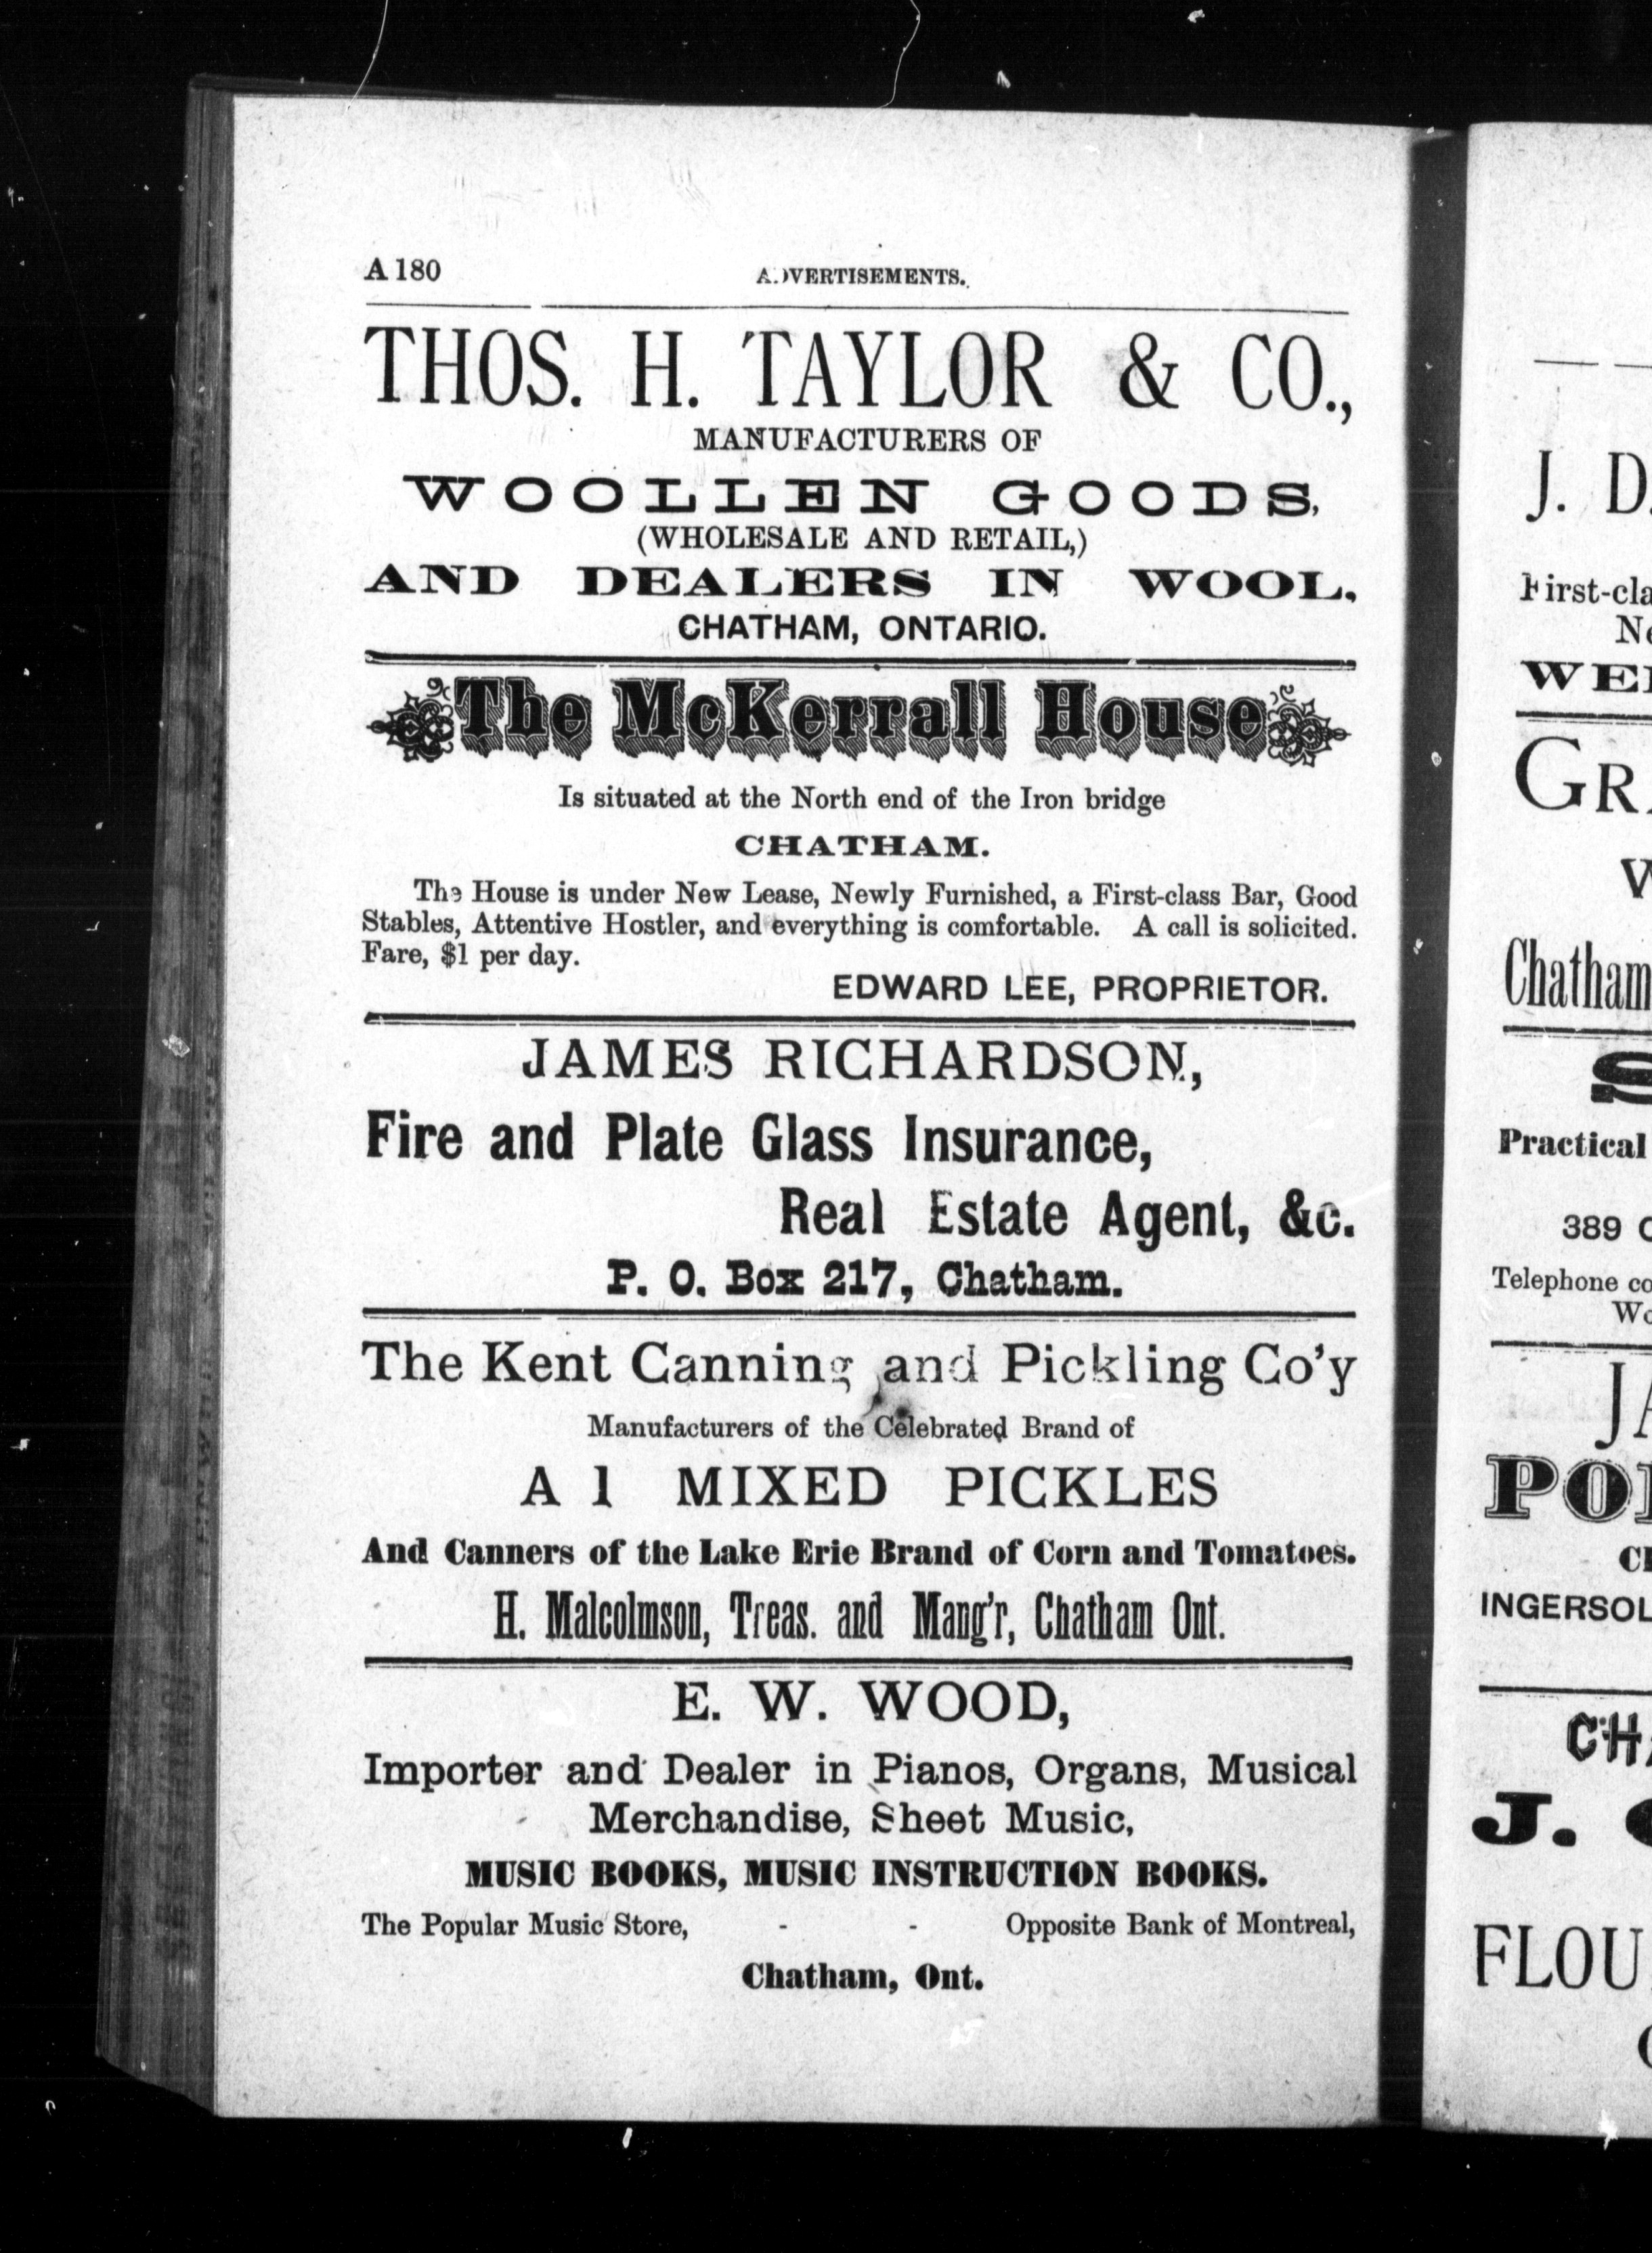 A 180
ADVERTISEMENTS.
THOS. H. TAYLOR & CO.,
MANUFACTURERS OF
WOOLLEN GOODS,
(WHOLESALE AND RETAIL,)
AND DEALERS IN WOOL,
CHATHAM, ONTARIO.
The McKerrall House
Is situated at the North end of the Iron bridge
CHATHAM.
The House is under New Lease, Newly Furnished, a First-class Bar, Good
Stables, Attentive Hostler, and everything is comfortable. A call is solicited.
Fare, $1 per day.
EDWARD LEE, PROPRIETOR.
JAMES RICHARDSON,
Fire and Plate Glass Insurance,
Real Estate Agent, &c.
P. O. Box 217, Chatham.
The Kent Canning and Pickling Co'y
Manufacturers of the Celebrated Brand of
A 1 MIXED PICKLES
And Canners of the Lake Erie Brand of Corn and Tomatoes.
H. Malcolmson, Treas. and Mang'r, Chatham Ont.
E. W. WOOD,
Importer and Dealer in Pianos, Organs, Musical
Merchandise, Sheet Music,
MUSIC BOOKS, MUSIC INSTRUCTION BOOKS.
The Popular Music Store, - - Opposite Bank of Montreal,
Chatham, Ont.
J. D.
First-cla
WE
GR
Chatham
S
Practical
389
Telephone co
JA
PO
INGERSOL
CHA
J.
FLOU